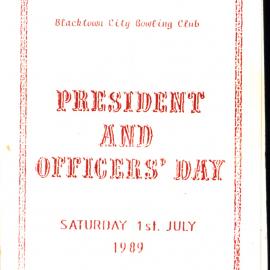 Blacktown City Bowling Club
PRESIDENT
AND
OFFICERS' DAY
SATURDAY 1st. JULY
1989